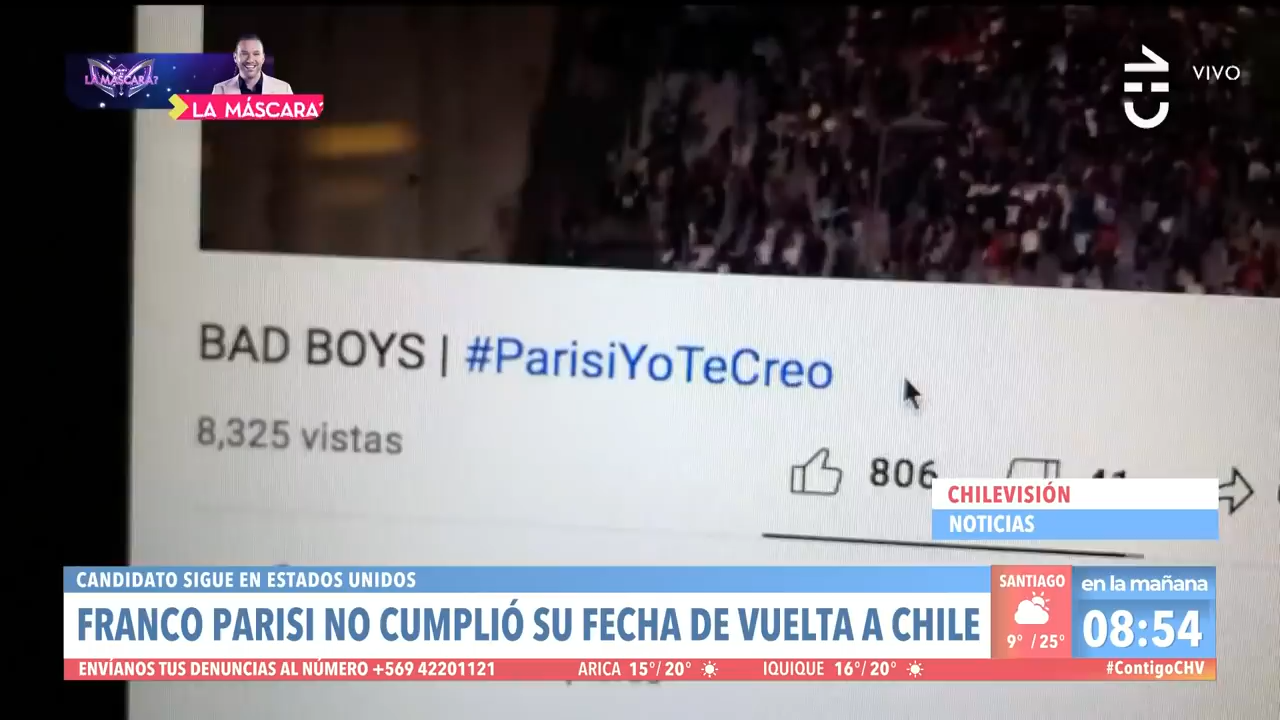 LA MÁSCARA?
LA MÁSCARA?
CHV
VIVO
BAD BOYS | #ParisiYoTeCreo
8,325 vistas
806
CHILEVISIÓN
NOTICIAS
CANDIDATO SIGUE EN ESTADOS UNIDOS
FRANCO PARISI NO CUMPLIÓ SU FECHA DE VUELTA A CHILE
SANTIAGO
9° / 25°
en la mañana
08:54
ENVÍANOS TUS DENUNCIAS AL NÚMERO +569 42201121
ARICA 15°/ 20°
IQUIQUE 16°/ 20°
#ContigoCHV